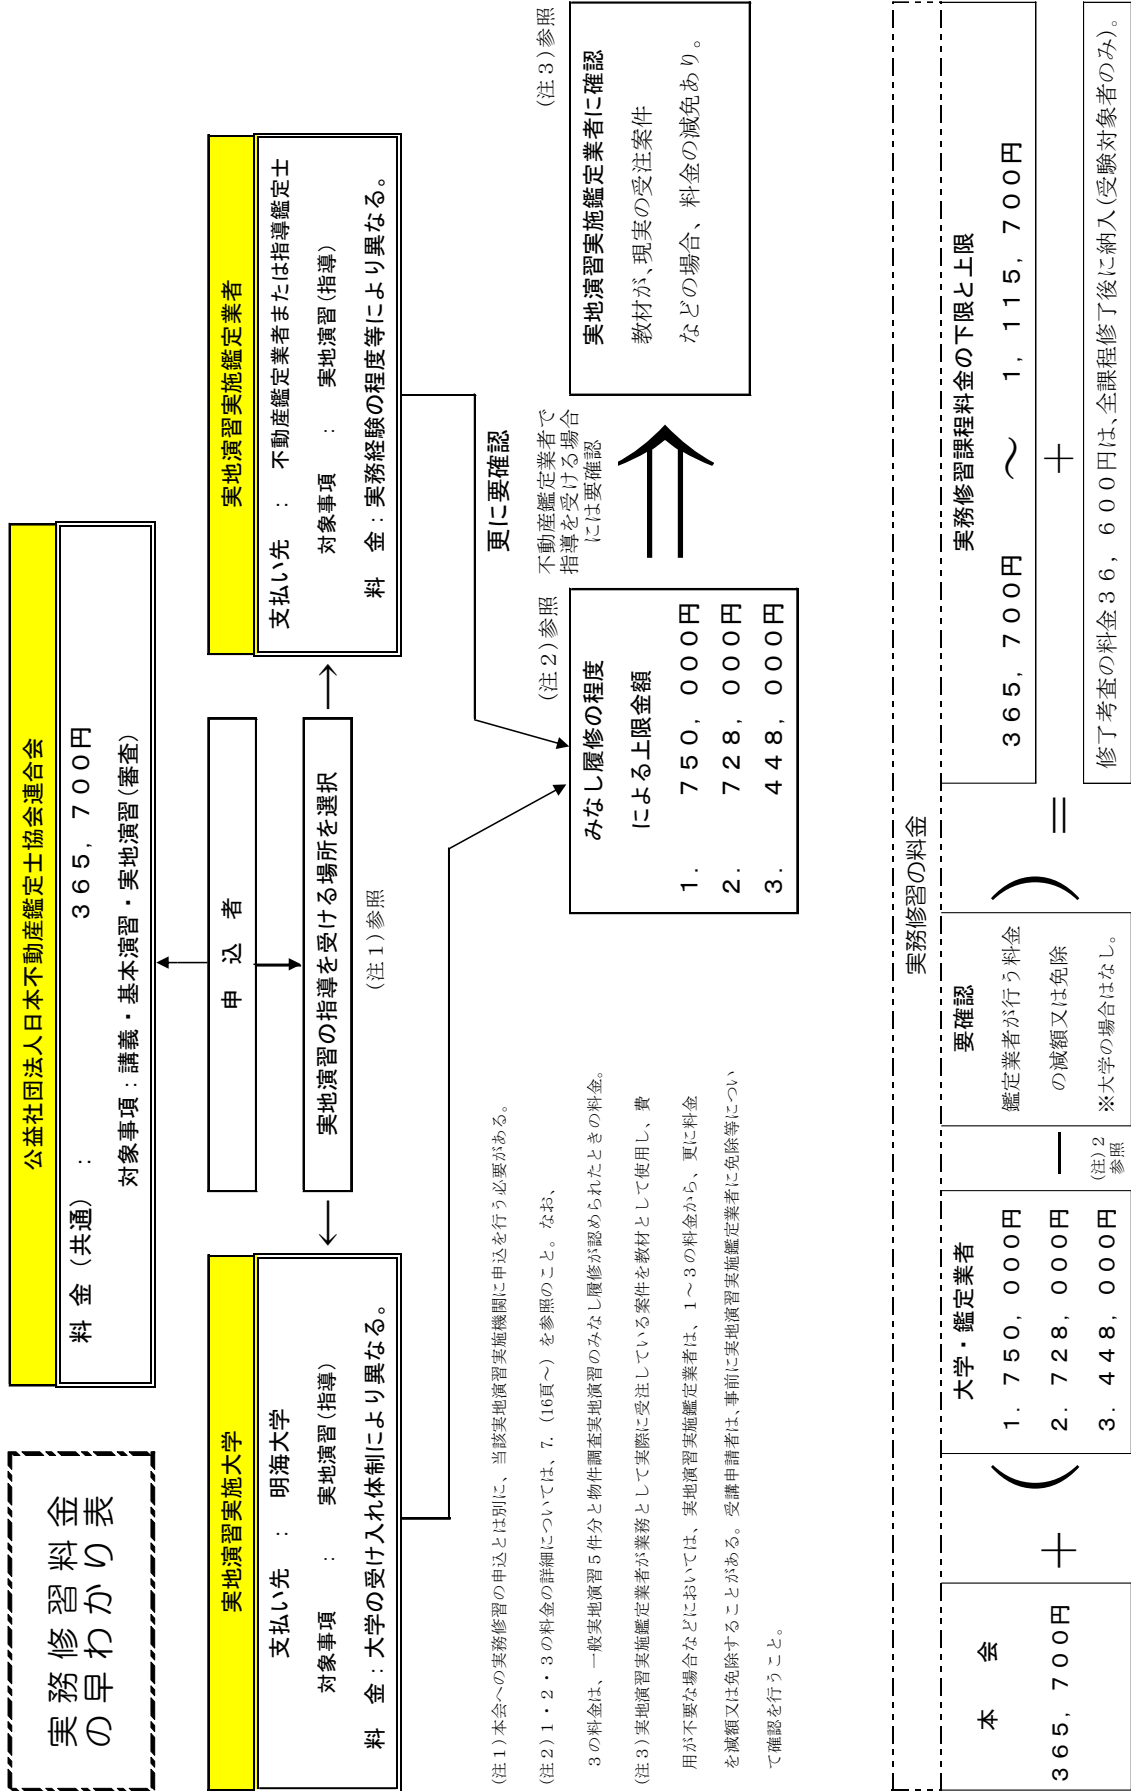 実務修習料金
の早わかり表
公益社団法人日本不動産鑑定士協会連合会
料 金（共通） ： 365，700円
対象事項：講義・基本演習・実地演習（審査）
申 込 者
実地演習の指導を受ける場所を選択
(注1)参照
実地演習実施大学
支払い先 ： 明海大学
対象事項 ： 実地演習(指導)
料 金：大学の受け入れ体制により異なる。
実地演習実施鑑定業者
支払い先 ： 不動産鑑定業者または指導鑑定士
対象事項 ： 実地演習(指導)
料 金：実務経験の程度等により異なる。
更に要確認
(注1)本会への実務修習の申込とは別に、当該実地演習実施機関に申込を行う必要がある。
(注2)1・2・3の料金の詳細については、7.（16頁～）を参照のこと。なお、
3の料金は、一般実地演習5件分と物件調査実地演習のみなし履修が認められたときの料金。
(注3)実地演習実施鑑定業者が業務として実際に受注している案件を教材として使用し、費
用が不要な場合などにおいては、実地演習実施鑑定業者は、1～3の料金から、更に料金
を減額又は免除することがある。受講申請者は、事前に実地演習実施鑑定業者に免除等につい
て確認を行うこと。
(注2)参照
みなし履修の程度
による上限金額
1． 750，000円
2． 728，000円
3． 448，000円
不動産鑑定業者で
指導を受ける場合
には要確認
(注3)参照
実地演習実施鑑定業者に確認
教材が、現実の受注案件
などの場合、料金の減免あり。
実務修習の料金
本 会
365，700円
＋
（
大学・鑑定業者
1．750，000円
2．728，000円
3．448，000円
－
(注)2
参照
要確認
鑑定業者が行う料金
の減額又は免除
※大学の場合はなし。
）
＝
実務修習課程料金の下限と上限
365，700円 ～ 1，115，700円
＋
修了考査の料金36，600円は、全課程修了後に納入(受験対象者のみ)。